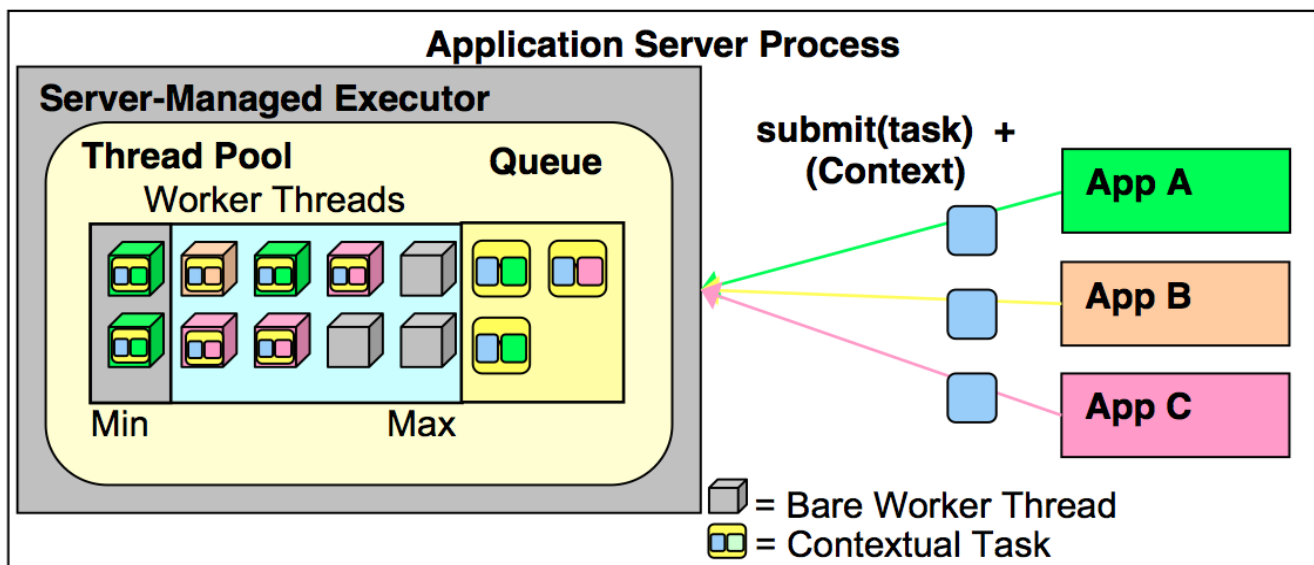 Application Server Process
Server-Managed Executor
Thread Pool
Queue
Worker Threads
Min
Max
submit(task) +
(Context)
App A
App B
App C
= Bare Worker Thread
= Contextual Task